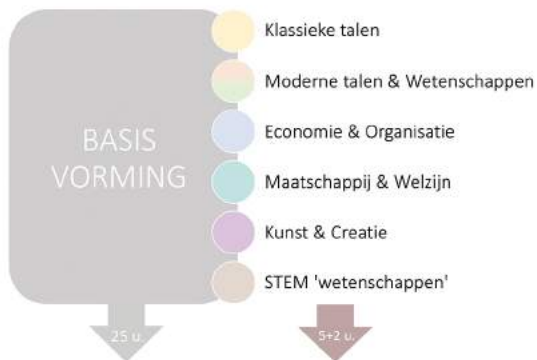 BASIS
VORMING
Klassieke talen
Moderne talen & Wetenschappen
Economie & Organisatie
Maatschappij & Welzijn
Kunst & Creatie
STEM 'wetenschappen'
25 u.
5+2 u.